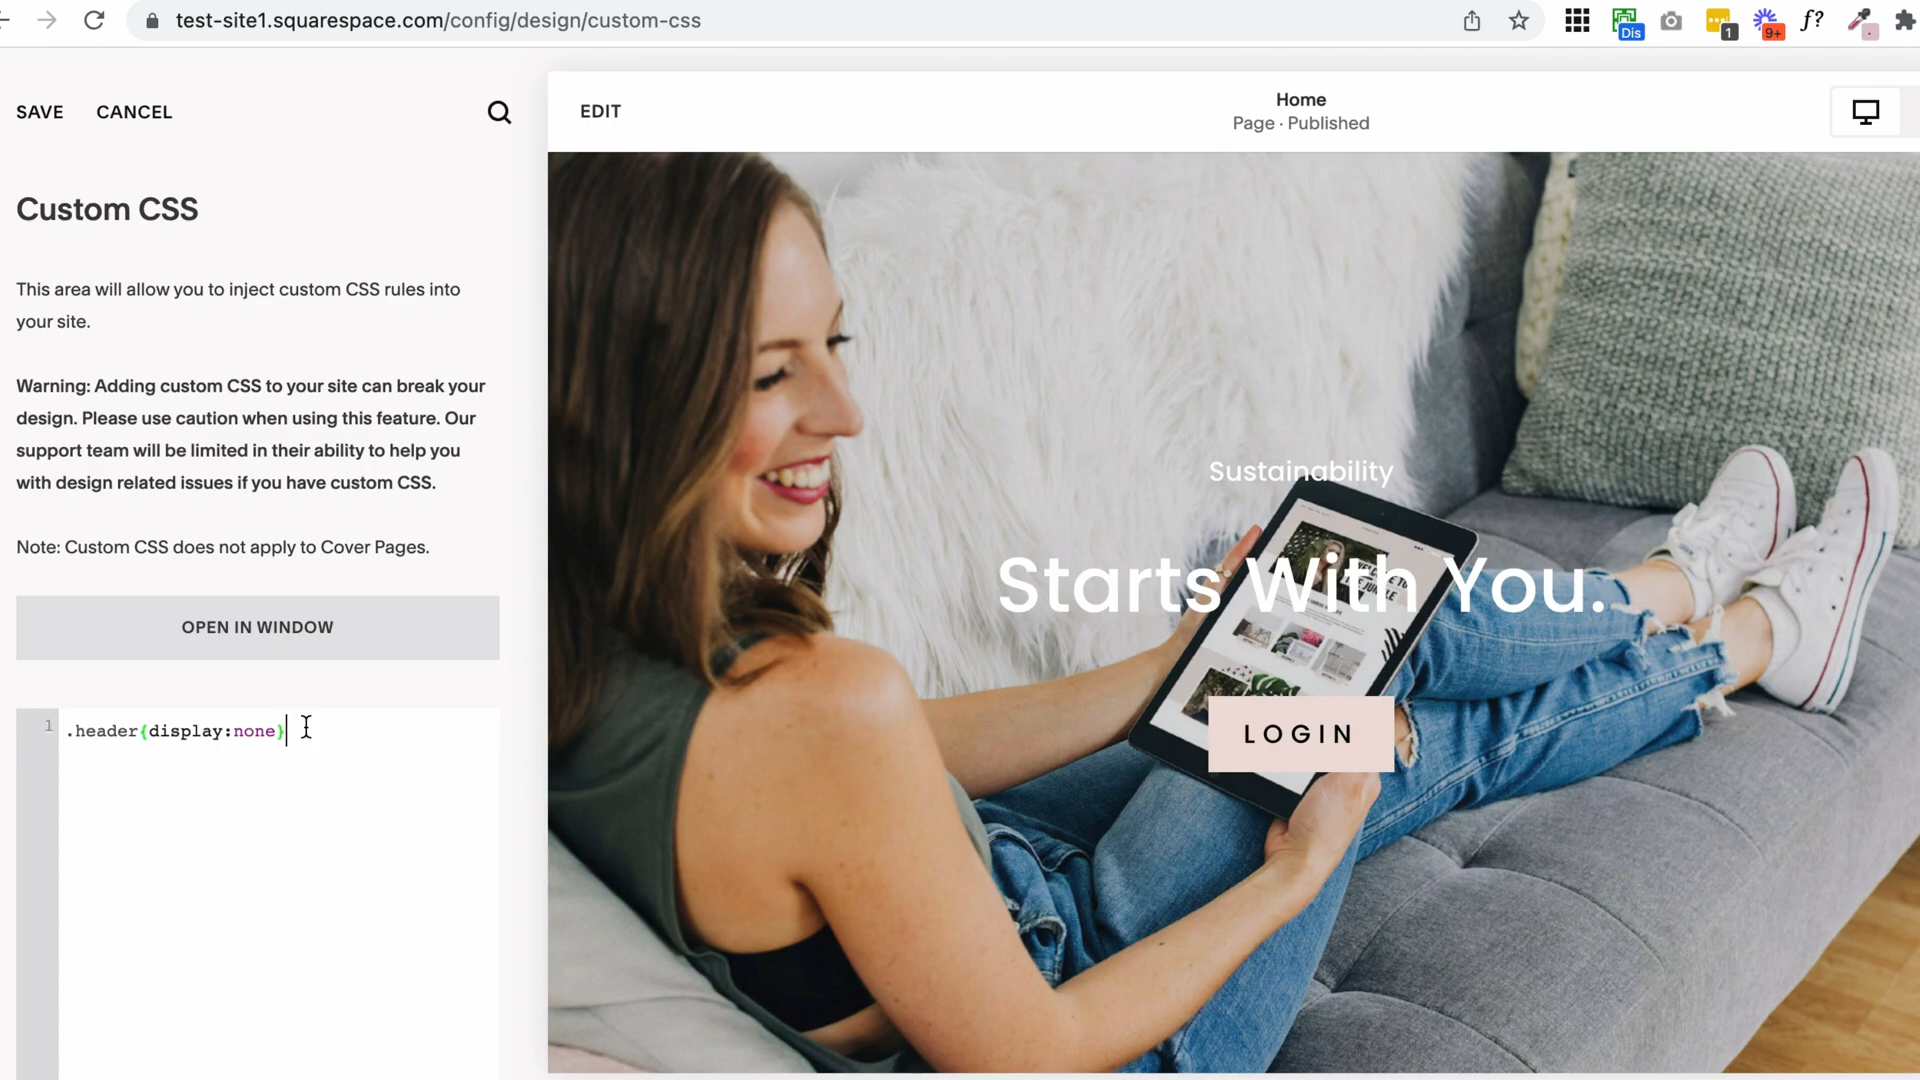 test-site1.squarespace.com/config/design/custom-css
Dis
1
9+
f?
SAVE
CANCEL
EDIT
Home
Page · Published
Custom CSS
This area will allow you to inject custom CSS rules into
your site.
Warning: Adding custom CSS to your site can break your
design. Please use caution when using this feature. Our
support team will be limited in their ability to help you
with design related issues if you have custom CSS.
Note: Custom CSS does not apply to Cover Pages.
OPEN IN WINDOW
1
.header{display:none}
Sustainability
Starts With You.
LOGIN